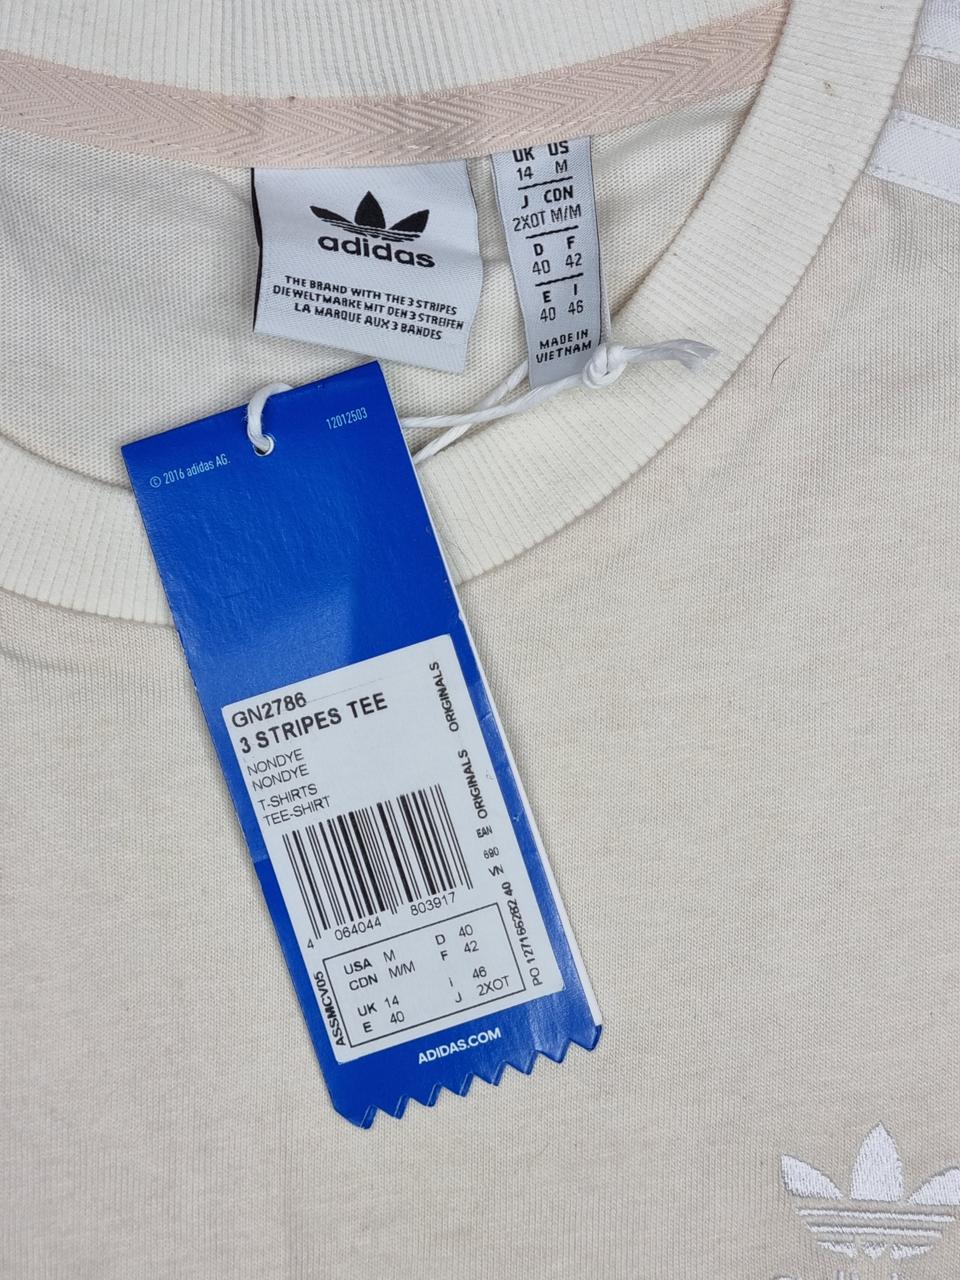 adidas
THE BRAND WITH THE 3 STRIPES
DIE WELTMARKE MIT DEN 3 STREIFEN
LA MARQUE AUX 3 BANDES
UK US
14 M
J CDN
2XOT M/M
D F
40 42
E I
40 46
MADE IN
VIETNAM
12012503
© 2016 adidas AG.
GN2786
3 STRIPES TEE
NONDYE
NONDYE
T-SHIRTS
TEE-SHIRT
ORIGINALS
ORIGINALS
EAN
690
VN
40
PO 127166262
4 064044 803917
ASSMCV05
USA M D 40
CDN M/M F 42
UK 14 I 46
E 40 J 2XOT
ADIDAS.COM